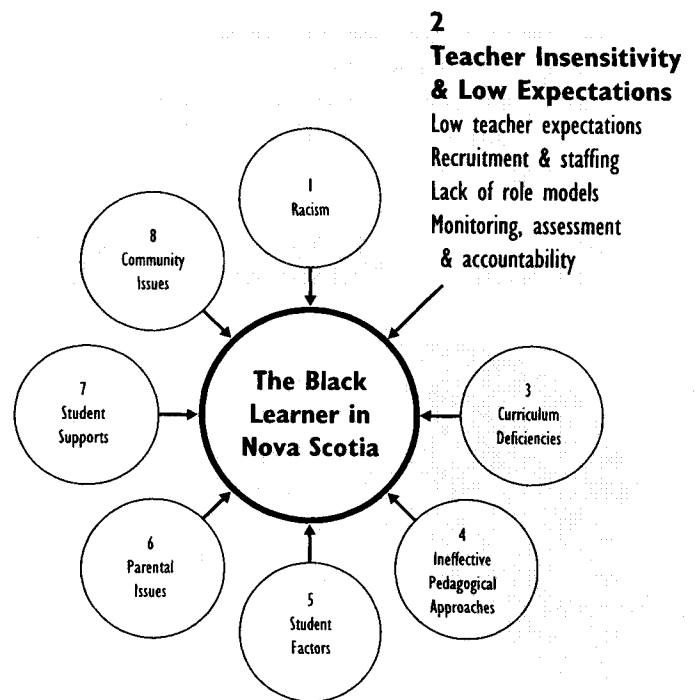 2
Teacher Insensitivity
& Low Expectations
Low teacher expectations
Recruitment & staffing
Lack of role models
Monitoring, assessment
& accountability
1
Racism
8
Community
Issues
The Black
Learner in
Nova Scotia
7
Student
Supports
3
Curriculum
Deficiencies
6
Parental
Issues
4
Ineffective
Pedagogical
Approaches
5
Student
Factors